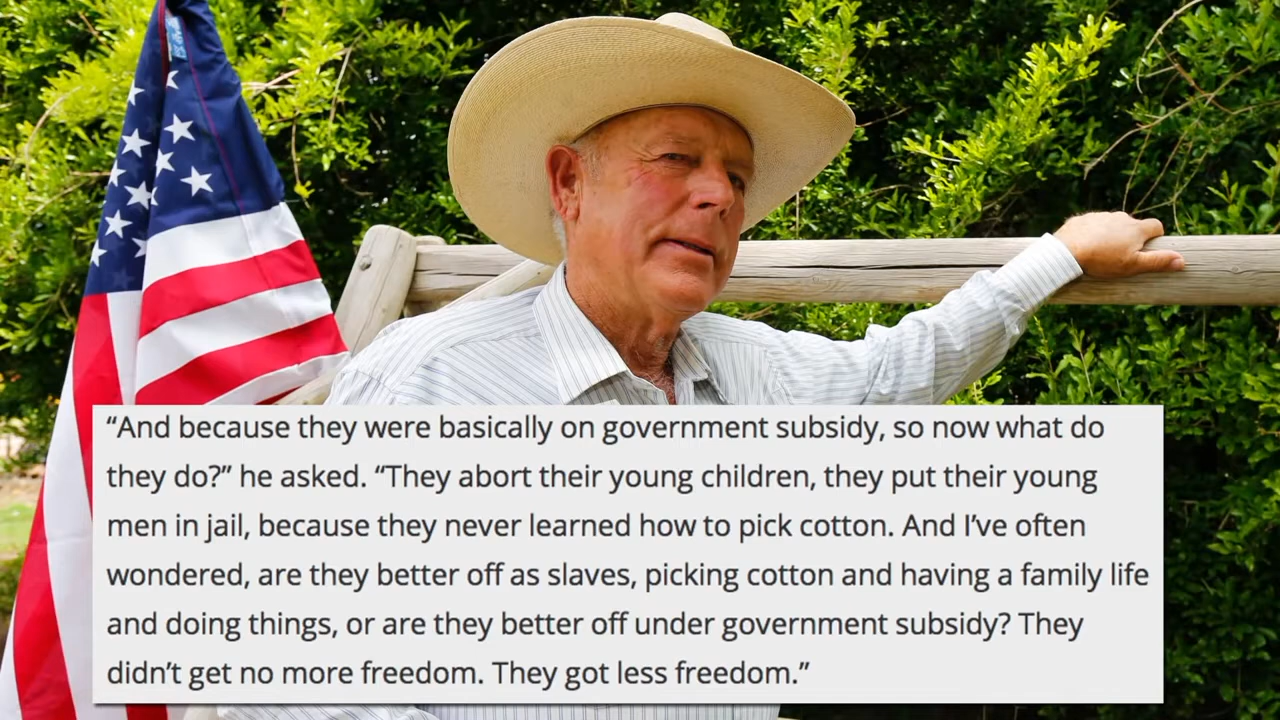 “And because they were basically on government subsidy, so now what do
they do?” he asked. “They abort their young children, they put their young
men in jail, because they never learned how to pick cotton. And I’ve often
wondered, are they better off as slaves, picking cotton and having a family life
and doing things, or are they better off under government subsidy? They
didn’t get no more freedom. They got less freedom.”